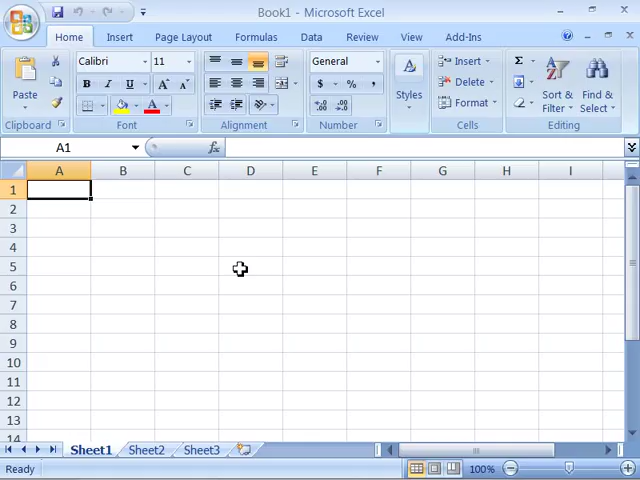 Book1 - Microsoft Excel
Home Insert Page Layout Formulas Data Review View Add-Ins
Calibri 11 General Insert Σ
Paste B I U A A $ % , Styles Delete Sort & Filter Find & Select
A Format
Clipboard Font Alignment Number Cells Editing
A1 fx
A B C D E F G H I
1
2
3
4
5
6
7
8
9
10
11
12
13
14
Sheet1 Sheet2 Sheet3
Ready 100%